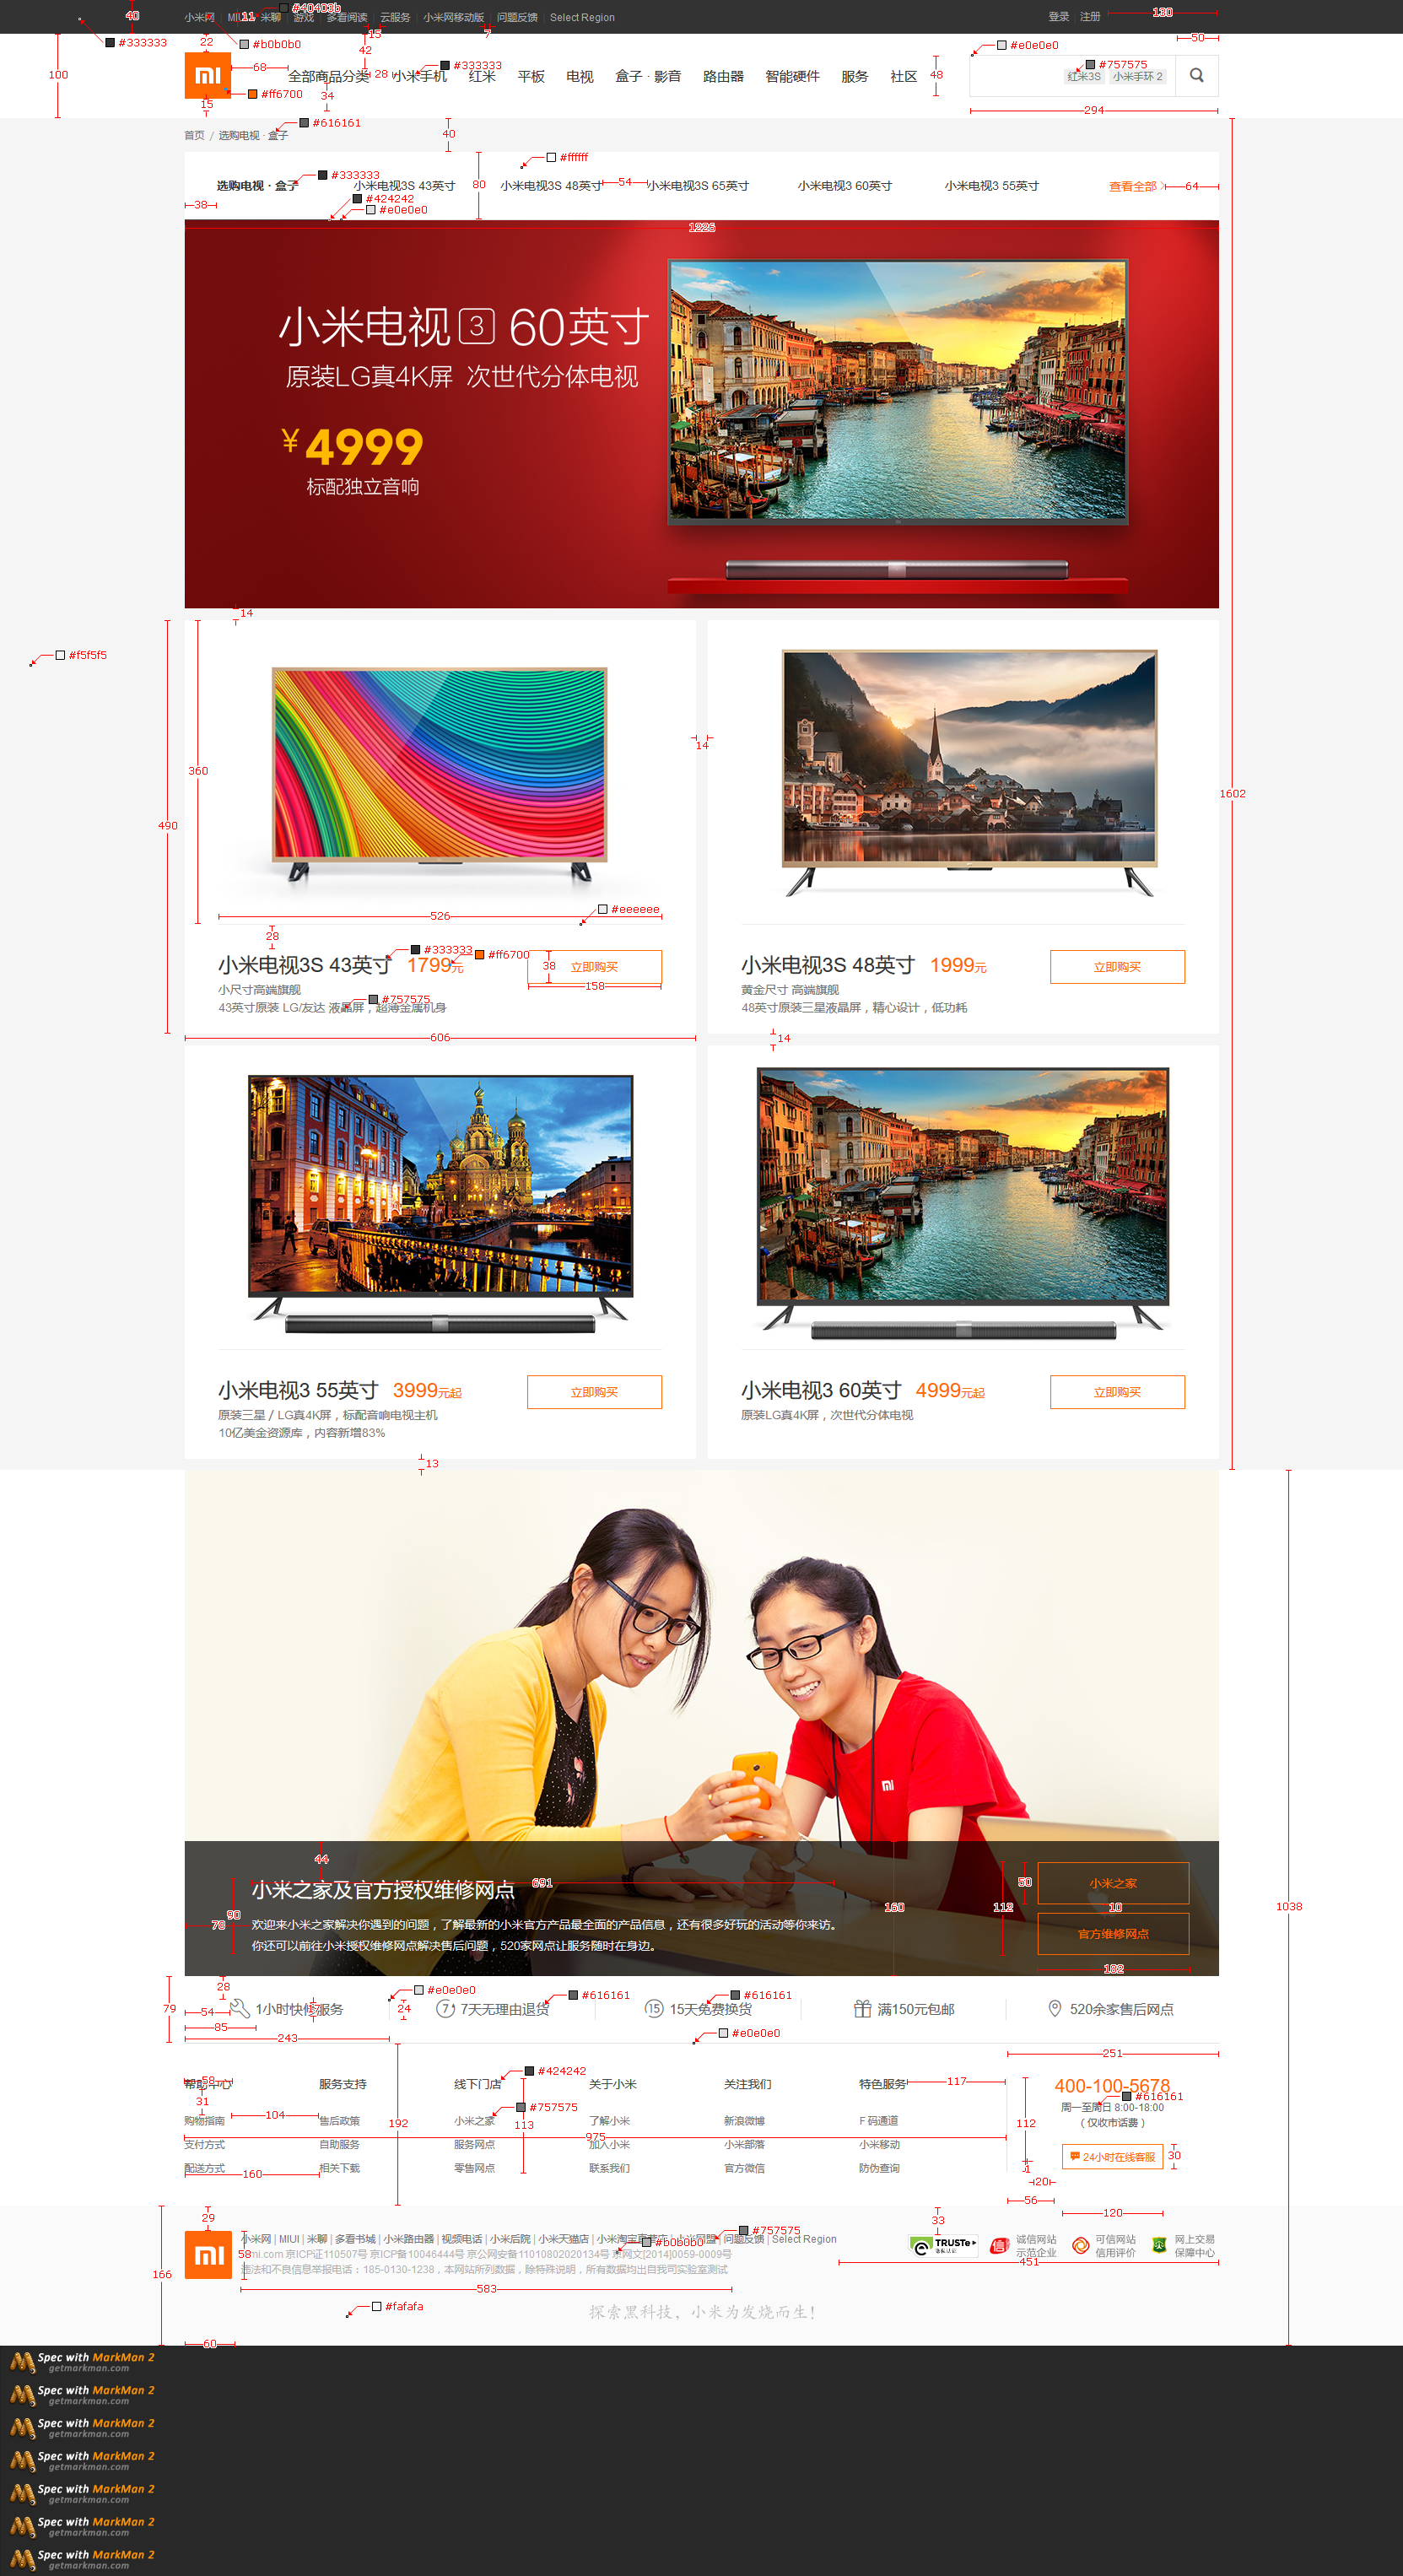 小米网 | MIUI 米聊 | 游戏 | 多看阅读 | 云服务 | 小米网移动版 | 问题反馈 | Select Region
登录 | 注册
40
11
#40403b
130
#333333
22
#b0b0b0
15
42
7
#e0e0e0
50
100
mi
68
全部商品分类 小米手机 红米 平板 电视 盒子 · 影音 路由器 智能硬件 服务 社区
28
#333333
48
红米3S 小米手环 2
#757575
#ff6700
34
15
294
#616161
首页 / 选购电视 · 盒子
40
#ffffff
#333333
选购电视 · 盒子 小米电视3S 43英寸 小米电视3S 48英寸 小米电视3S 65英寸 小米电视3 60英寸 小米电视3 55英寸 查看全部
80
54
64
38
#424242
#e0e0e0
1226
小米电视 3 60英寸
原装LG真4K屏 次世代分体电视
¥4999
标配独立音响
14
#f5f5f5
14
360
490
1602
526
#eeeeee
28
#333333
#ff6700
小米电视3S 43英寸 1799元
38
立即购买
158
小尺寸高端旗舰
#757575
43英寸原装 LG/友达 液晶屏，超薄金属机身
小米电视3S 48英寸 1999元
立即购买
黄金尺寸 高端旗舰
48英寸原装三星液晶屏，精心设计，低功耗
606
14
小米电视3 55英寸 3999元起
立即购买
原装三星 / LG真4K屏，标配音响电视主机
10亿美金资源库，内容新增83%
小米电视3 60英寸 4999元起
立即购买
原装LG真4K屏，次世代分体电视
13
mi
44
691
小米之家及官方授权维修网点
90
78
欢迎来小米之家解决你遇到的问题，了解最新的小米官方产品最全面的产品信息，还有很多好玩的活动等你来访。
你还可以前往小米授权维修网点解决售后问题，520家网点让服务随时在身边。
160
112
50
小米之家
10
官方维修网点
182
1038
28
#e0e0e0
#616161
#616161
79
54
1小时快修服务
24
7 7天无理由退货
15 15天免费换货
满150元包邮
520余家售后网点
85
243
#e0e0e0
251
58
帮助中心 服务支持 线下门店 关于小米 关注我们 特色服务
#424242
117
400-100-5678
#616161
周一至周日 8:00-18:00
（仅收市话费）
31
104
#757575
购物指南 售后政策 小米之家 了解小米 新浪微博 F 码通道
192
113
112
975
支付方式 自助服务 服务网点 加入小米 小米部落 小米移动
配送方式 相关下载 零售网点 联系我们 官方微信 防伪查询
160
24小时在线客服
30
1
20
56
120
29
33
mi
小米网 | MIUI | 米聊 | 多看书城 | 小米路由器 | 视频电话 | 小米后院 | 小米天猫店 | 小米淘宝直营店 | 小米网盟 | 问题反馈 | Select Region
#757575
#b0b0b0
58
mi.com 京ICP证110507号 京ICP备10046444号 京公网安备11010802020134号 京网文[2014]0059-0009号
违法和不良信息举报电话：185-0130-1238，本网站所列数据，除特殊说明，所有数据均出自我司实验室测试
TRUSTe
诚信网站
示范企业
可信网站
信用评价
网上交易
保障中心
451
166
583
#fafafa
探索黑科技，小米为发烧而生！
60
Spec with MarkMan 2
getmarkman.com
Spec with MarkMan 2
getmarkman.com
Spec with MarkMan 2
getmarkman.com
Spec with MarkMan 2
getmarkman.com
Spec with MarkMan 2
getmarkman.com
Spec with MarkMan 2
getmarkman.com
Spec with MarkMan 2
getmarkman.com